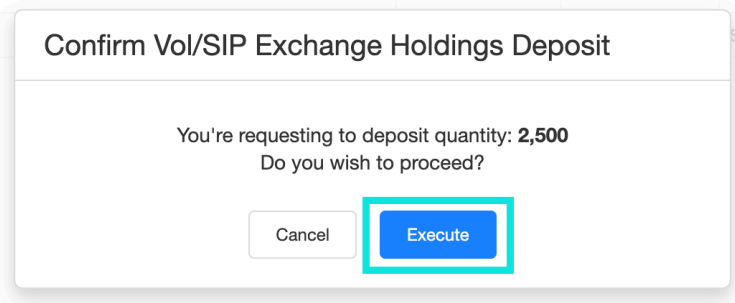 Confirm Vol/SIP Exchange Holdings Deposit
You're requesting to deposit quantity: 2,500
Do you wish to proceed?
Cancel
Execute